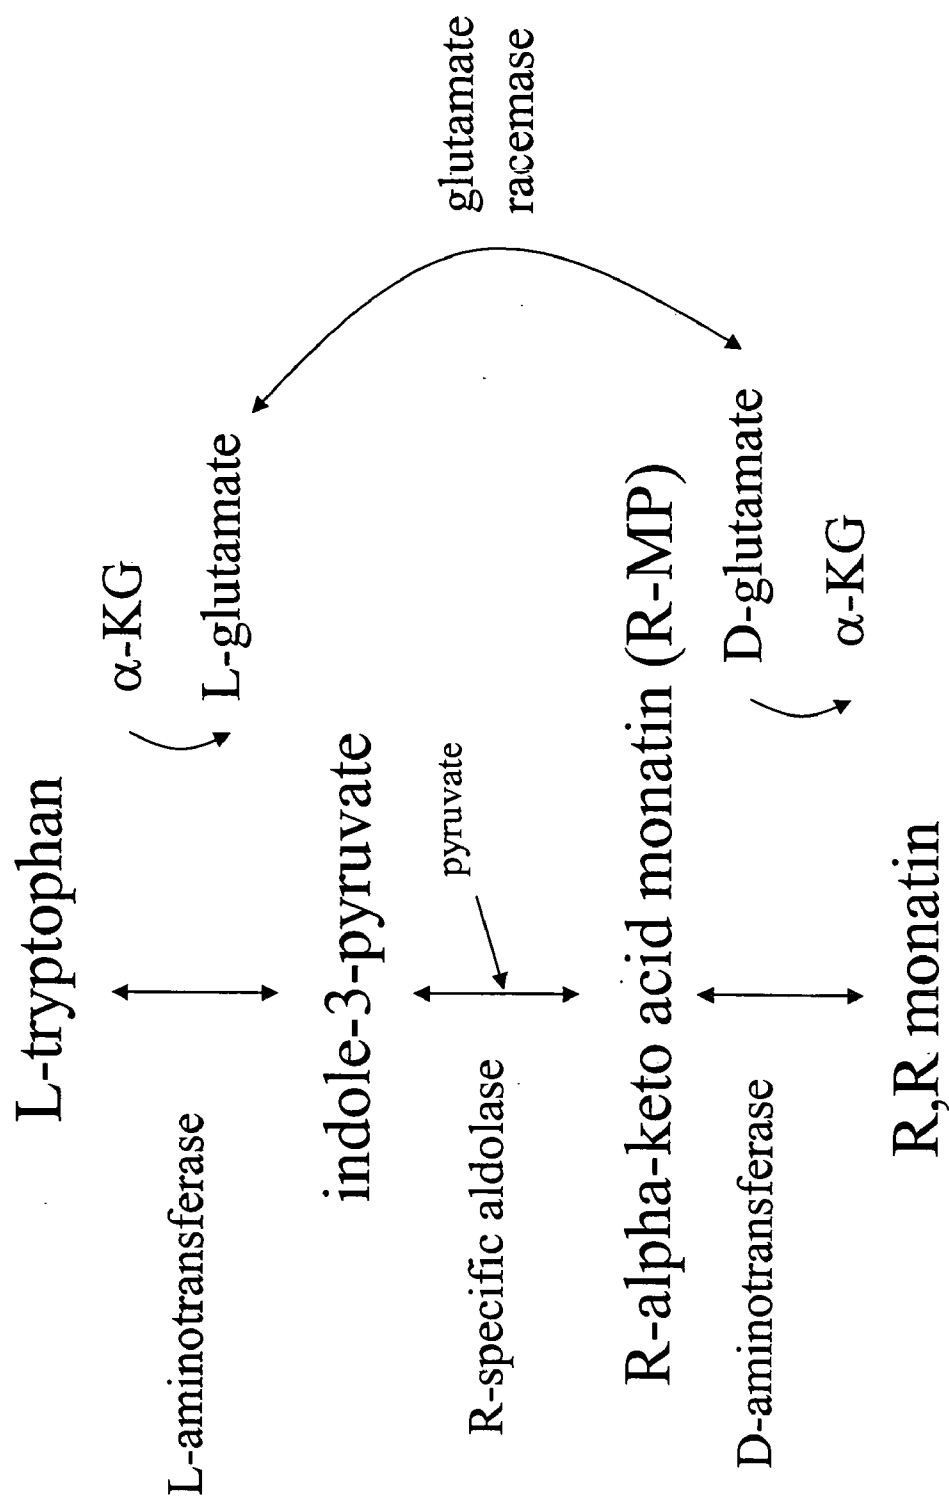 L-tryptophan
α-KG
L-aminotransferase
L-glutamate
indole-3-pyruvate
glutamate
racemase
R-specific aldolase
pyruvate
R-alpha-keto acid monatin (R-MP)
D-aminotransferase
D-glutamate
α-KG
R,R monatin